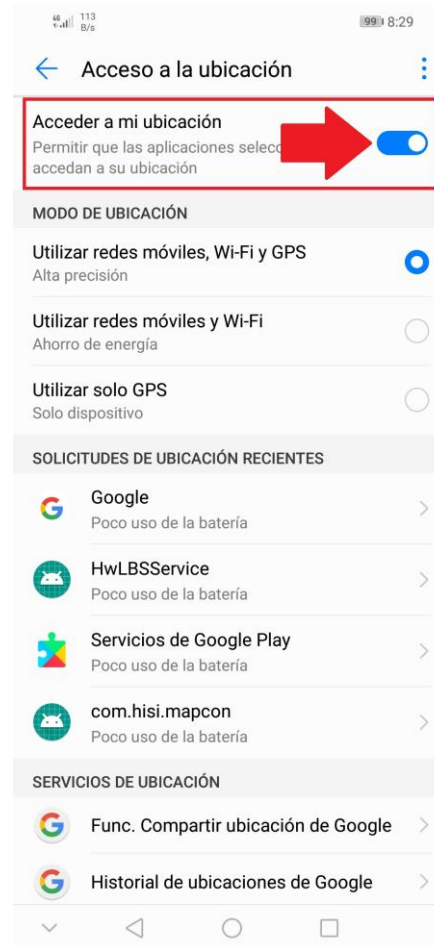 46 113
B/s 99 8:29
Acceso a la ubicación
Acceder a mi ubicación
Permitir que las aplicaciones selecc
accedan a su ubicación
MODO DE UBICACIÓN
Utilizar redes móviles, Wi-Fi y GPS
Alta precisión
Utilizar redes móviles y Wi-Fi
Ahorro de energía
Utilizar solo GPS
Solo dispositivo
SOLICITUDES DE UBICACIÓN RECIENTES
Google
Poco uso de la batería
HwLBSService
Poco uso de la batería
Servicios de Google Play
Poco uso de la batería
com.hisi.mapcon
Poco uso de la batería
SERVICIOS DE UBICACIÓN
Func. Compartir ubicación de Google
Historial de ubicaciones de Google